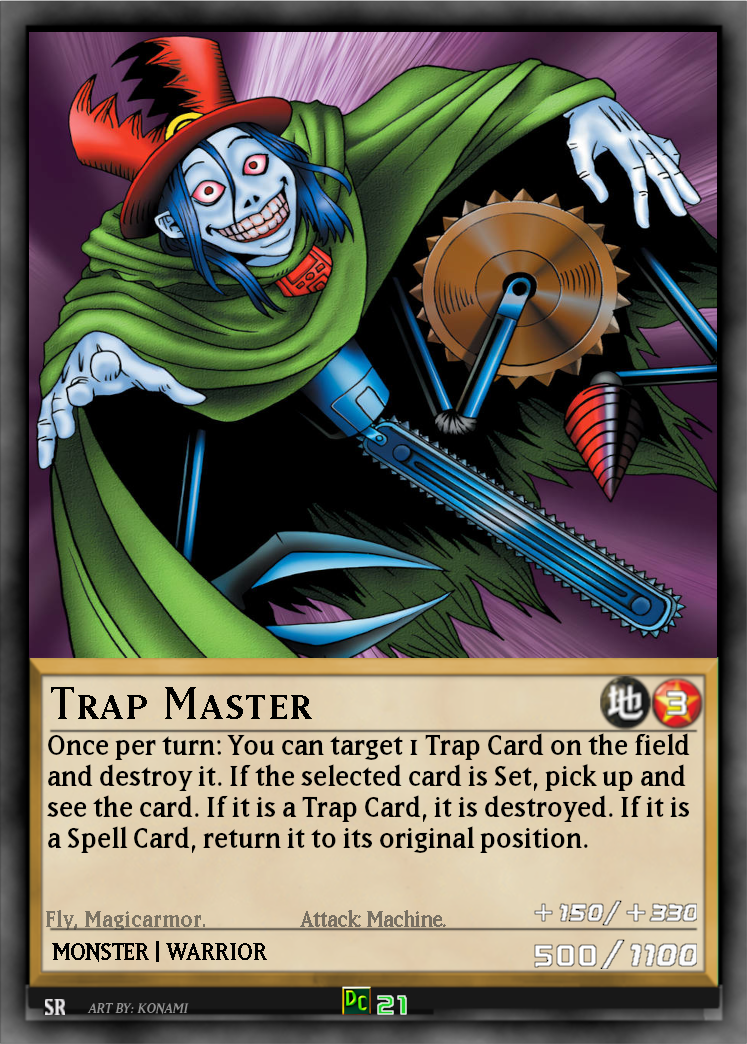 TRAP MASTER
地 3
Once per turn: You can target 1 Trap Card on the field
and destroy it. If the selected card is Set, pick up and
see the card. If it is a Trap Card, it is destroyed. If it is
a Spell Card, return it to its original position.
Fly, Magicarmor. Attack: Machine. +150/+330
MONSTER | WARRIOR 500/1100
SR ART BY: KONAMI DC 21